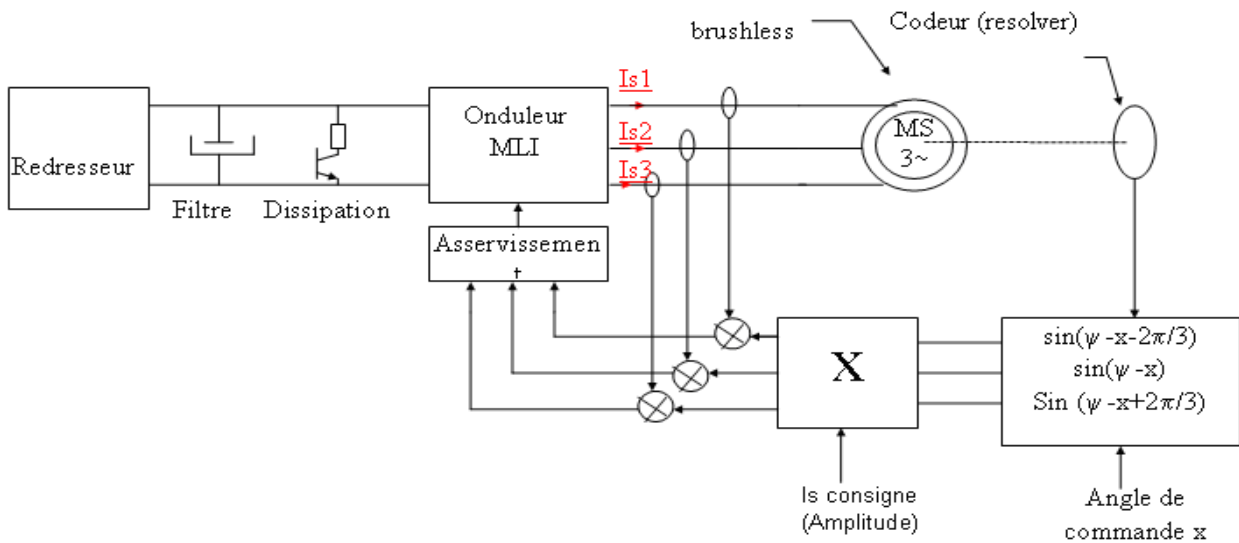 brushless
Codeur (resolver)
Is1
Is2
Is3
Redresseur
Onduleur
MLI
MS
3~
Filtre
Dissipation
Asservissemen
t
X
sin(ψ -x-2π/3)
sin(ψ -x)
Sin (ψ -x+2π/3)
Is consigne
(Amplitude)
Angle de
commande x